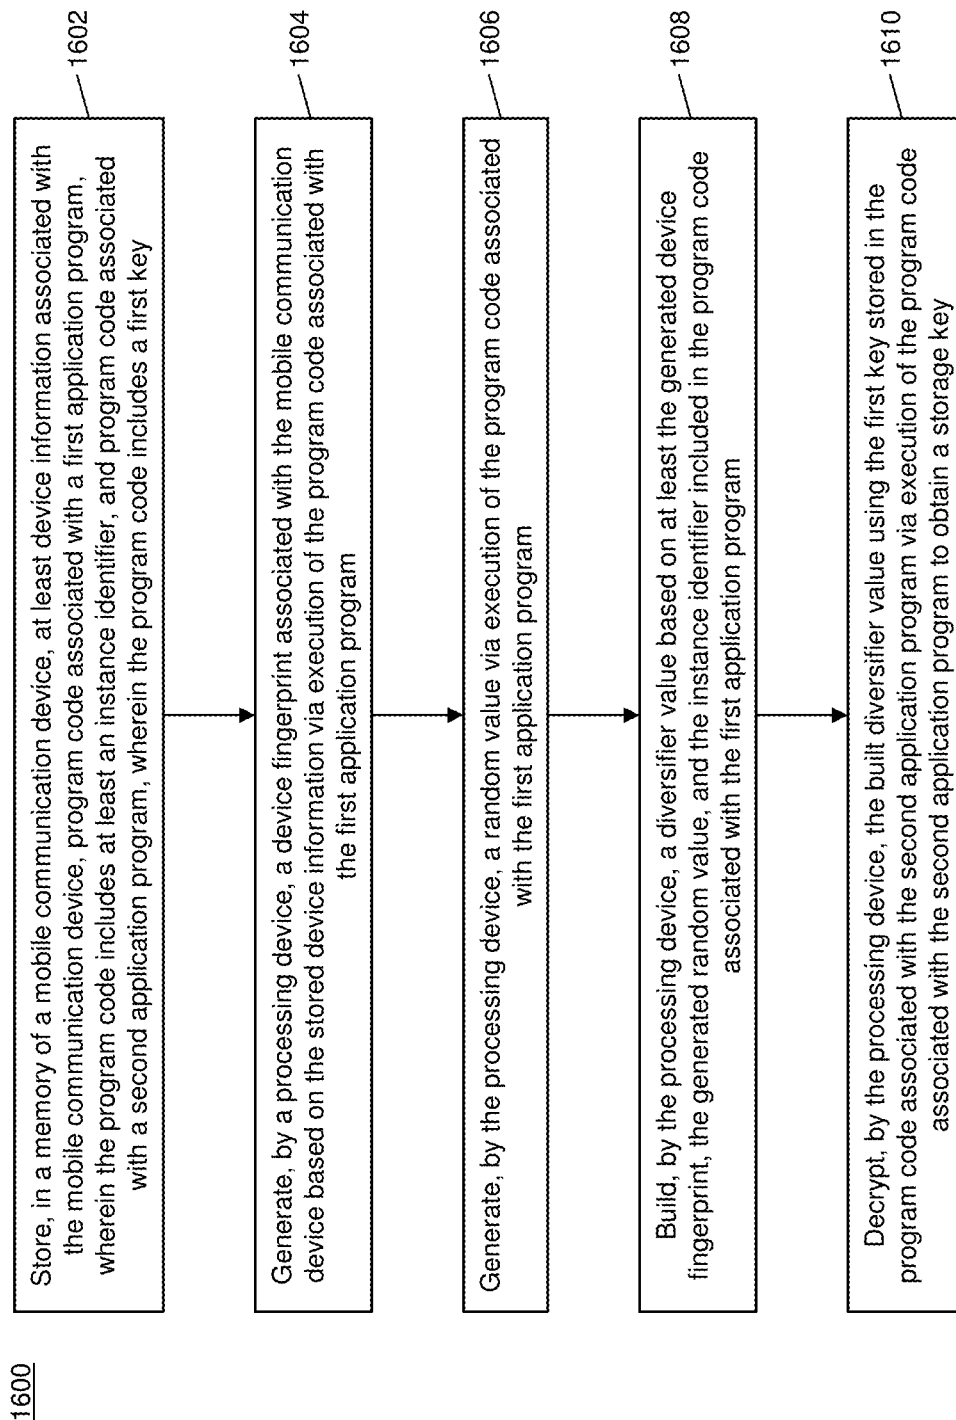 1600
Store, in a memory of a mobile communication device, at least device information associated with
the mobile communication device, program code associated with a first application program,
wherein the program code includes at least an instance identifier, and program code associated
with a second application program, wherein the program code includes a first key
1602
Generate, by a processing device, a device fingerprint associated with the mobile communication
device based on the stored device information via execution of the program code associated with
the first application program
1604
Generate, by the processing device, a random value via execution of the program code associated
with the first application program
1606
Build, by the processing device, a diversifier value based on at least the generated device
fingerprint, the generated random value, and the instance identifier included in the program code
associated with the first application program
1608
Decrypt, by the processing device, the built diversifier value using the first key stored in the
program code associated with the second application program via execution of the program code
associated with the second application program to obtain a storage key
1610